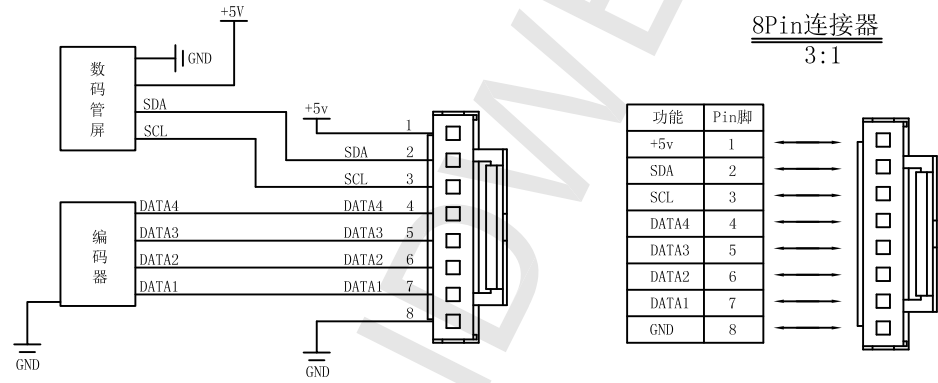 +5V
8Pin连接器
3:1
数码管屏
GND
SDA
SCL
+5v
1
SDA 2
SCL 3
编码器
DATA4 DATA4 4
DATA3 DATA3 5
DATA2 DATA2 6
DATA1 DATA1 7
8
GND
GND
功能 Pin脚
+5v 1
SDA 2
SCL 3
DATA4 4
DATA3 5
DATA2 6
DATA1 7
GND 8